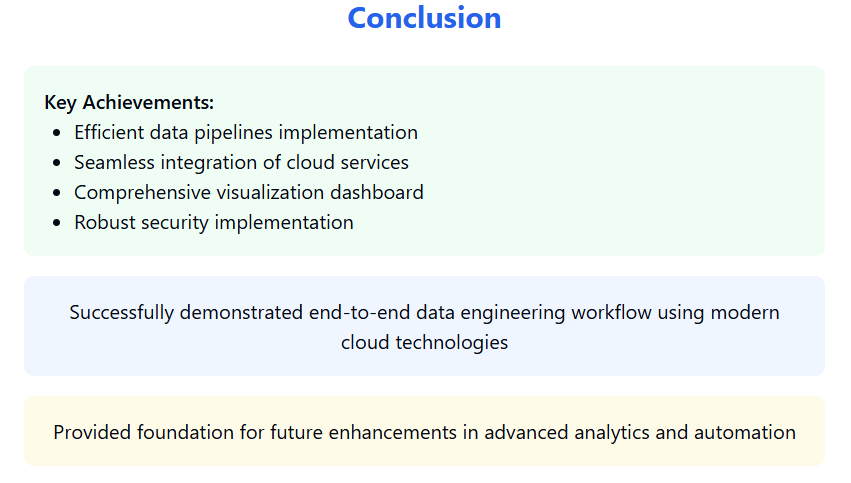 Conclusion
Key Achievements:
• Efficient data pipelines implementation
• Seamless integration of cloud services
• Comprehensive visualization dashboard
• Robust security implementation
Successfully demonstrated end-to-end data engineering workflow using modern
cloud technologies
Provided foundation for future enhancements in advanced analytics and automation